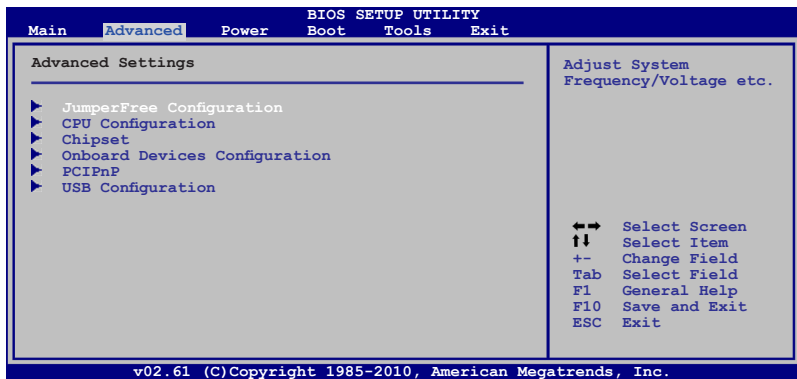 BIOS SETUP UTILITY
Main Advanced Power Boot Tools Exit
Advanced Settings
JumperFree Configuration
CPU Configuration
Chipset
Onboard Devices Configuration
PCIPnP
USB Configuration
Adjust System
Frequency/Voltage etc.
←→ Select Screen
↑↓ Select Item
+- Change Field
Tab Select Field
F1 General Help
F10 Save and Exit
ESC Exit
v02.61 (C)Copyright 1985-2010, American Megatrends, Inc.